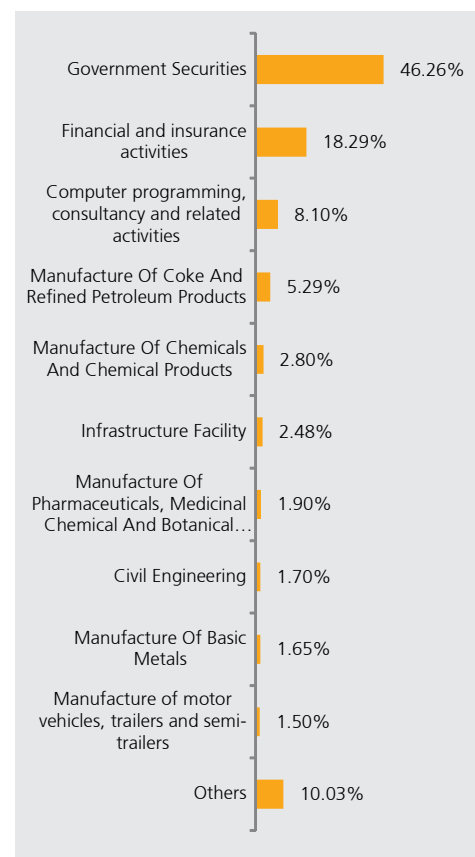 Government Securities
46.26%
Financial and insurance
activities
18.29%
Computer programming,
consultancy and related
activities
8.10%
Manufacture Of Coke And
Refined Petroleum Products
5.29%
Manufacture Of Chemicals
And Chemical Products
2.80%
Infrastructure Facility
2.48%
Manufacture Of
Pharmaceuticals, Medicinal
Chemical And Botanical…
1.90%
Civil Engineering
1.70%
Manufacture Of Basic
Metals
1.65%
Manufacture of motor
vehicles, trailers and semi-
trailers
1.50%
Others
10.03%